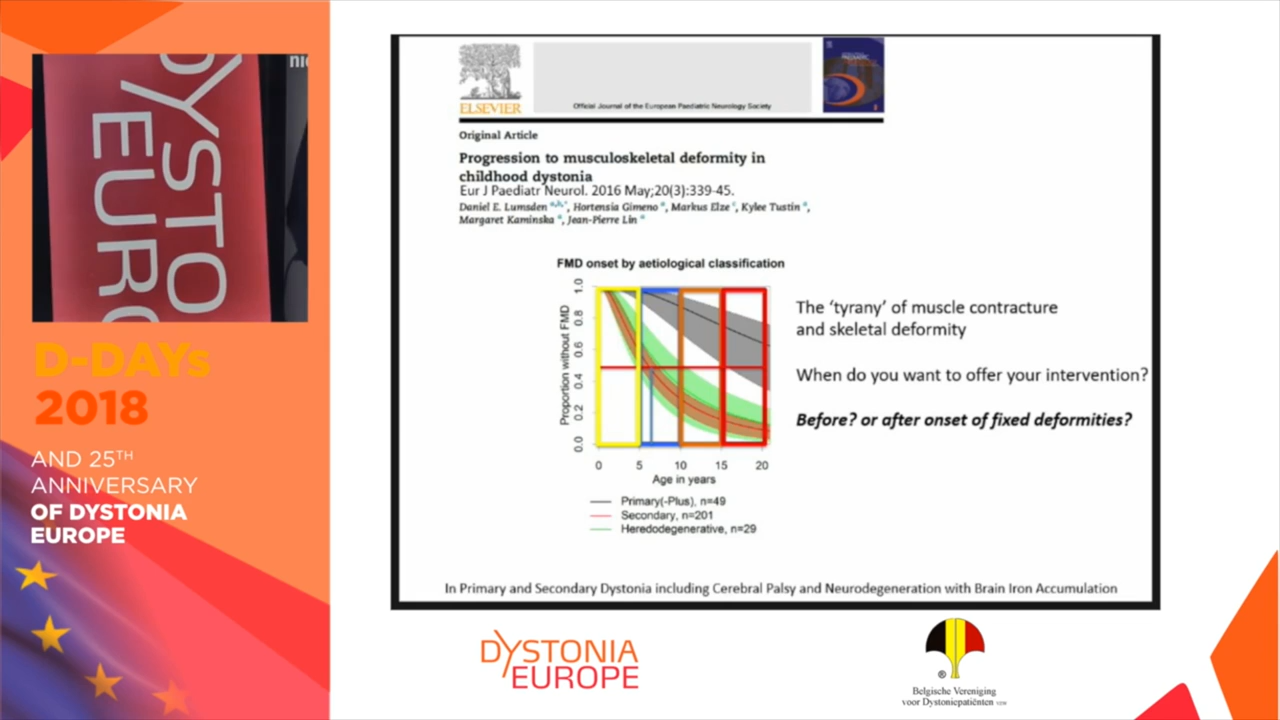 DYSTO
EURO
D-DAYs
2018
AND 25TH
ANNIVERSARY
OF DYSTONIA
EUROPE
ELSEVIER
Official Journal of the European Paediatric Neurology Society
Original Article
Progression to musculoskeletal deformity in
childhood dystonia
Eur J Paediatr Neurol. 2016 May;20(3):339-45.
Daniel E. Lumsden a,b,*, Hortensia Gimeno a, Markus Elze c, Kylee Tustin a,
Margaret Kaminska a, Jean-Pierre Lin a
FMD onset by aetiological classification
Proportion without FMD
1.0
0.8
0.6
0.4
0.2
0.0
0 5 10 15 20
Age in years
Primary(-Plus), n=49
Secondary, n=201
Heredodegenerative, n=29
The ‘tyrany’ of muscle contracture
and skeletal deformity
When do you want to offer your intervention?
Before? or after onset of fixed deformities?
In Primary and Secondary Dystonia including Cerebral Palsy and Neurodegeneration with Brain Iron Accumulation
DYSTONIA
EUROPE
®
Belgische Vereniging
voor Dystoniepatiënten vzw